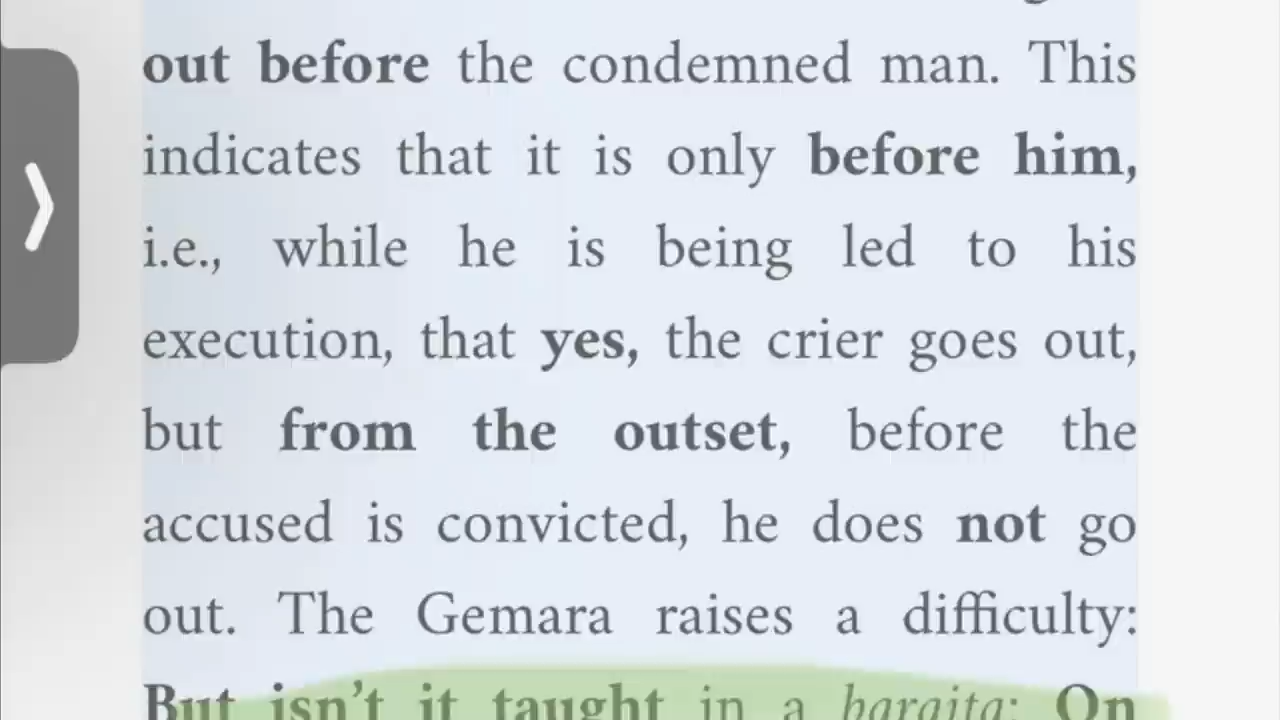 out before the condemned man. This
indicates that it is only before him,
i.e., while he is being led to his
execution, that yes, the crier goes out,
but from the outset, before the
accused is convicted, he does not go
out. The Gemara raises a difficulty:
But isn't it taught in a baraita: On